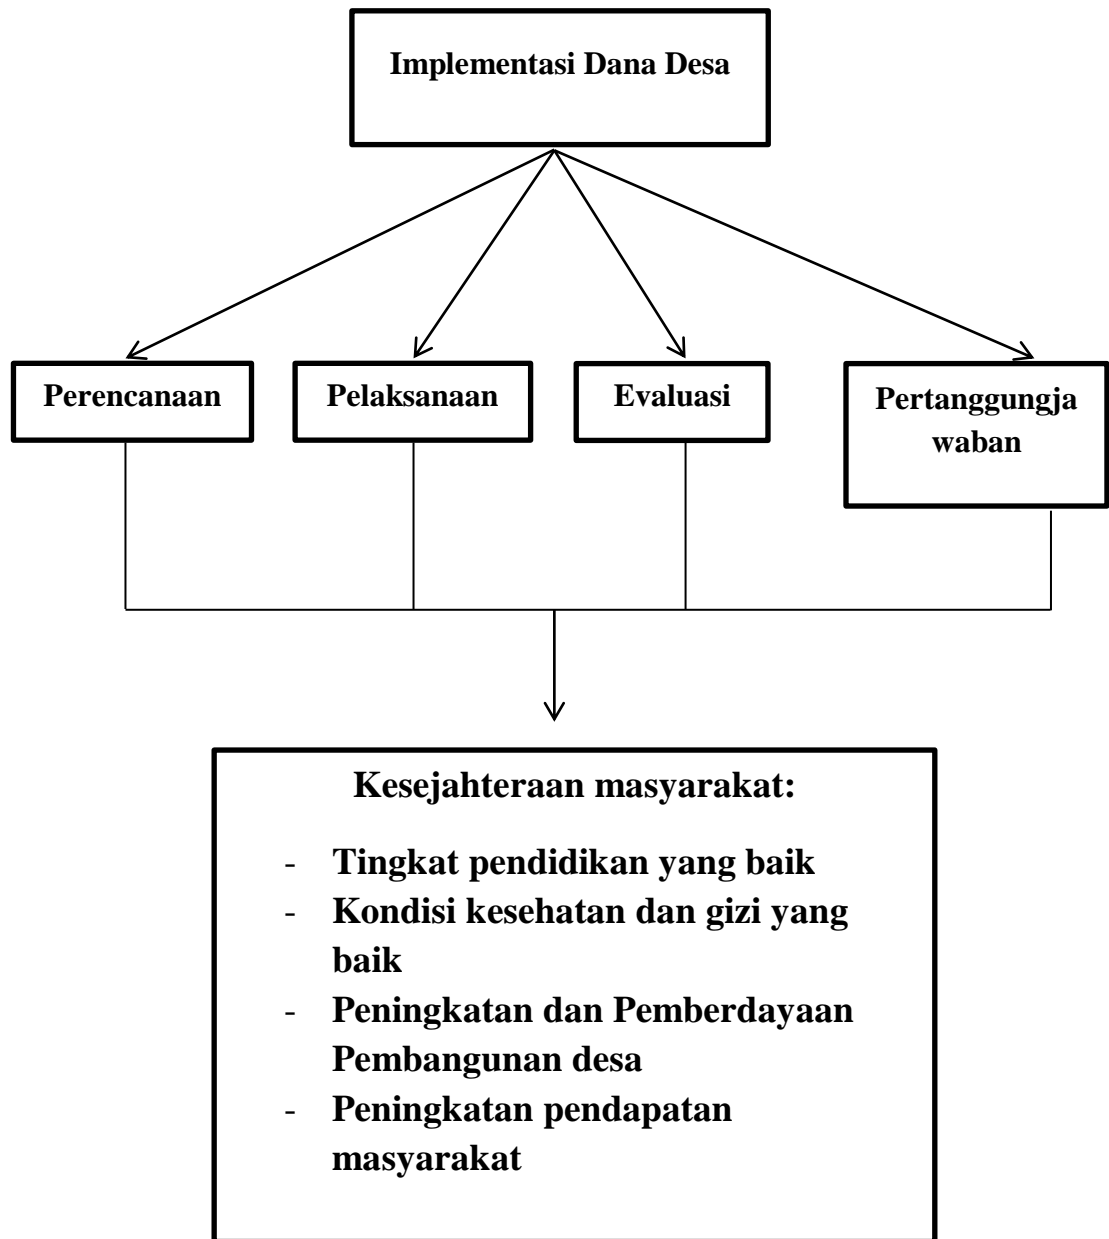 Implementasi Dana Desa
Perencanaan
Pelaksanaan
Evaluasi
Pertanggungja
waban
Kesejahteraan masyarakat:
- Tingkat pendidikan yang baik
- Kondisi kesehatan dan gizi yang
baik
- Peningkatan dan Pemberdayaan
Pembangunan desa
- Peningkatan pendapatan
masyarakat